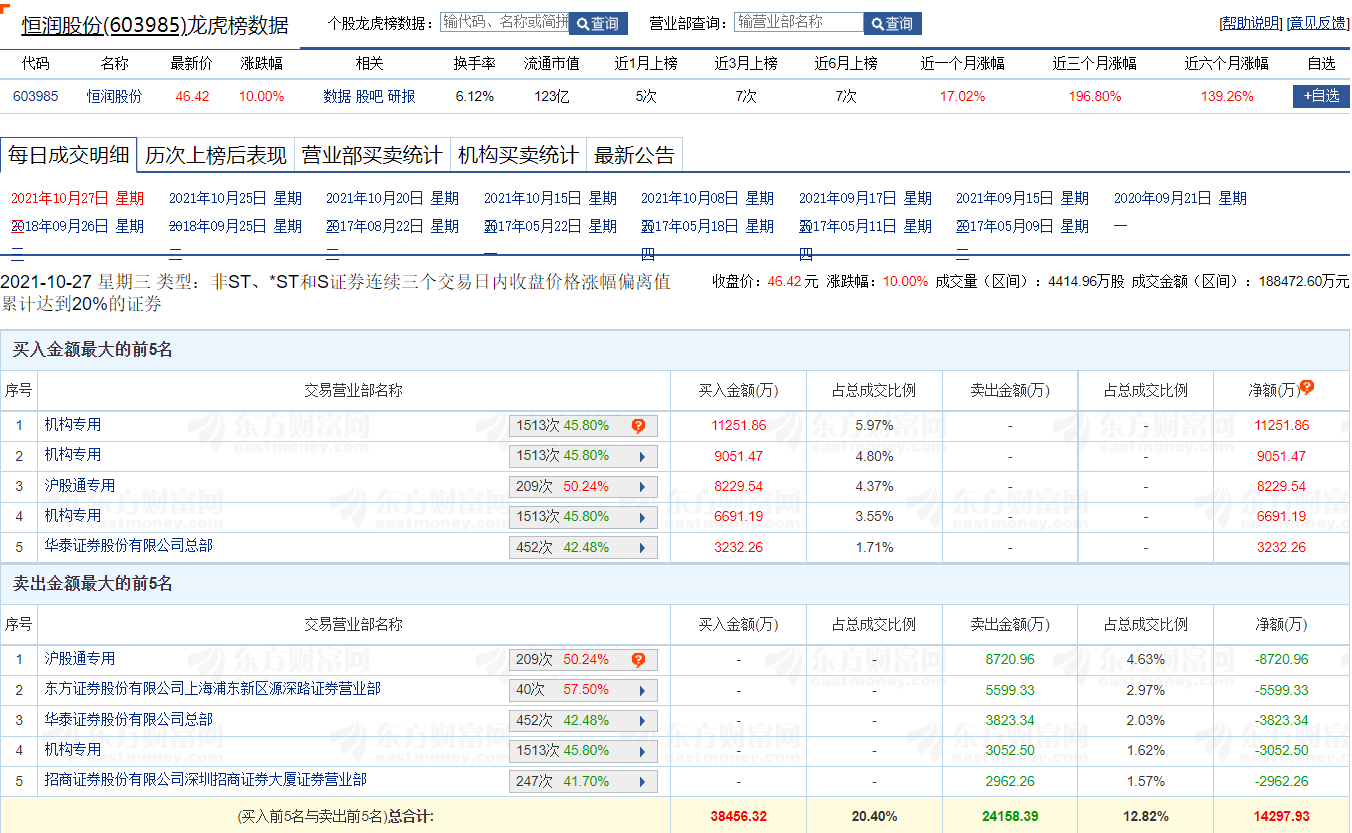 恒润股份(603985)龙虎榜数据 个股龙虎榜数据： 输代码、名称或简拼 查询 营业部查询： 输营业部名称 查询 [帮助说明] [意见反馈]
代码 名称 最新价 涨跌幅 相关 换手率 流通市值 近1月上榜 近3月上榜 近6月上榜 近一个月涨幅 近三个月涨幅 近六个月涨幅 自选
603985 恒润股份 46.42 10.00% 数据 股吧 研报 6.12% 123亿 5次 7次 7次 17.02% 196.80% 139.26% +自选
每日成交明细 历次上榜后表现 营业部买卖统计 机构买卖统计 最新公告
2021年10月27日 星期 2021年10月25日 星期 2021年10月20日 星期 2021年10月15日 星期 2021年10月08日 星期 2021年09月17日 星期 2021年09月15日 星期 2020年09月21日 星期
2018年09月26日 星期 2018年09月25日 星期 2017年08月22日 星期 2017年05月22日 星期 2017年05月18日 星期 2017年05月11日 星期 2017年05月09日 星期 一
三 二 二 一 四 四 二
2021-10-27 星期三 类型：非ST、*ST和S证券连续三个交易日内收盘价格涨幅偏离值 收盘价：46.42 元 涨跌幅：10.00% 成交量（区间）：4414.96万股 成交金额（区间）：188472.60万元
累计达到20%的证券
买入金额最大的前5名
序号 交易营业部名称 买入金额(万) 占总成交比例 卖出金额(万) 占总成交比例 净额(万)
1 机构专用 1513次 45.80% 11251.86 5.97% - - 11251.86
2 机构专用 1513次 45.80% 9051.47 4.80% - - 9051.47
3 沪股通专用 209次 50.24% 8229.54 4.37% - - 8229.54
4 机构专用 1513次 45.80% 6691.19 3.55% - - 6691.19
5 华泰证券股份有限公司总部 452次 42.48% 3232.26 1.71% - - 3232.26
卖出金额最大的前5名
序号 交易营业部名称 买入金额(万) 占总成交比例 卖出金额(万) 占总成交比例 净额(万)
1 沪股通专用 209次 50.24% - - 8720.96 4.63% -8720.96
2 东方证券股份有限公司上海浦东新区源深路证券营业部 40次 57.50% - - 5599.33 2.97% -5599.33
3 华泰证券股份有限公司总部 452次 42.48% - - 3823.34 2.03% -3823.34
4 机构专用 1513次 45.80% - - 3052.50 1.62% -3052.50
5 招商证券股份有限公司深圳招商证券大厦证券营业部 247次 41.70% - - 2962.26 1.57% -2962.26
(买入前5名与卖出前5名)总合计: 38456.32 20.40% 24158.39 12.82% 14297.93